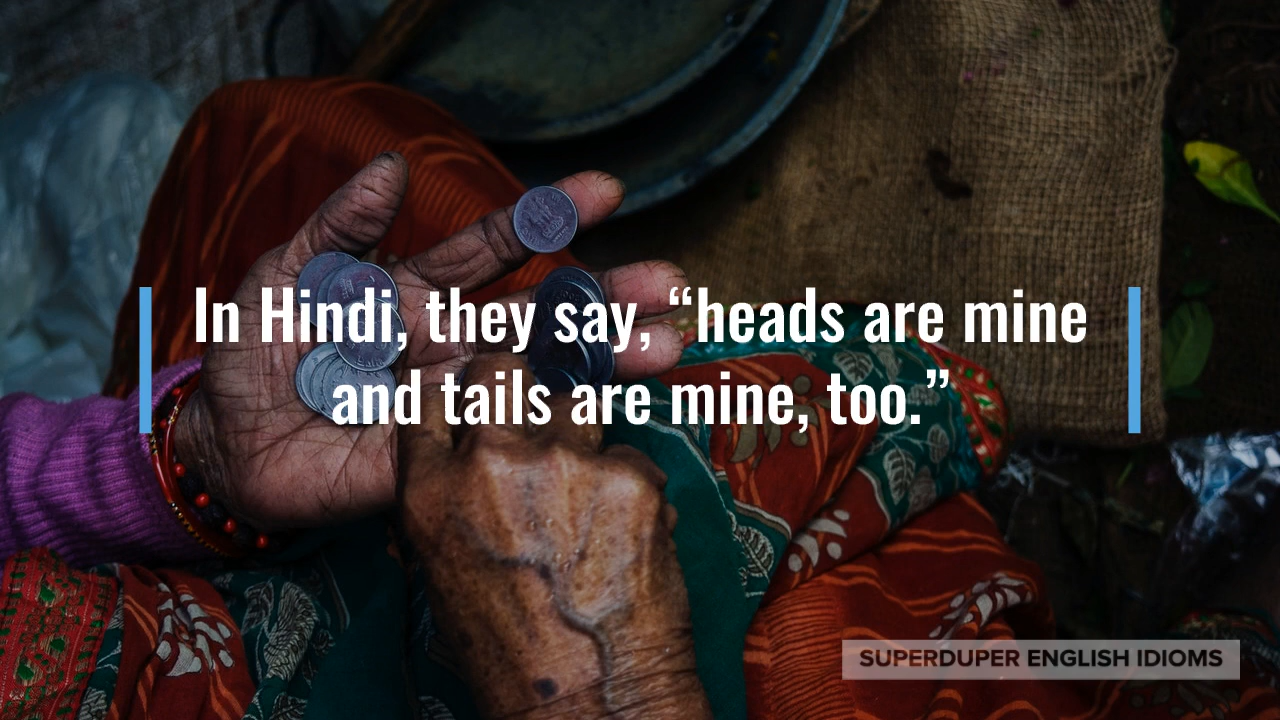 In Hindi, they say, “heads are mine
and tails are mine, too.”
SUPERDUPER ENGLISH IDIOMS